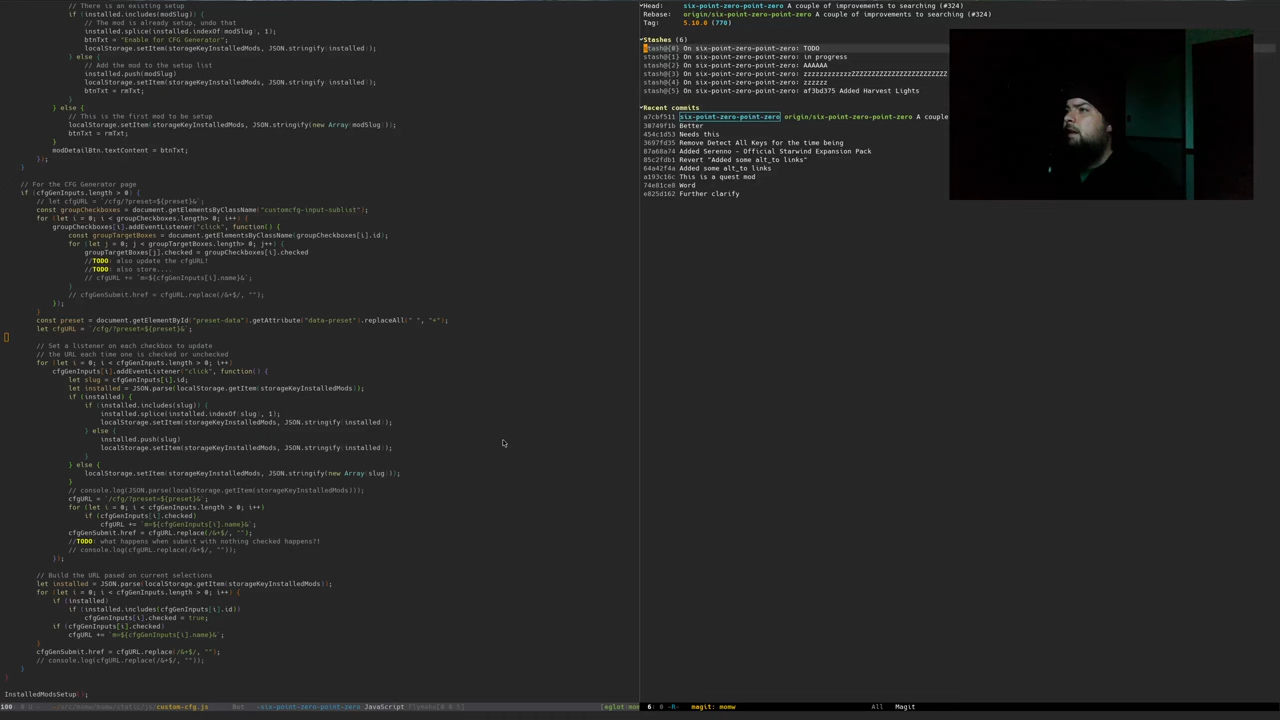 // There is an existing setup
if (installed.includes(modSlug)) {
// The mod is already setup, undo that
installed.splice(installed.indexOf(modSlug), 1);
btnTxt = "Enable for CFG Generator";
localStorage.setItem(storageKeyInstalledMods, JSON.stringify(installed));
} else {
// Add the mod to the setup list
installed.push(modSlug)
localStorage.setItem(storageKeyInstalledMods, JSON.stringify(installed));
btnTxt = rmTxt;
}
} else {
// This is the first mod to be setup
localStorage.setItem(storageKeyInstalledMods, JSON.stringify(new Array(modSlug)));
btnTxt = rmTxt;
}
modDetailBtn.textContent = btnTxt;
});
}
// For the CFG Generator page
if (cfgGenInputs.length > 0) {
// let cfgURL = `/cfg/?preset=${preset}&`;
const groupCheckboxes = document.getElementsByClassName("customcfg-input-sublist");
for (let i = 0; i < groupCheckboxes.length> 0; i++) {
groupCheckboxes[i].addEventListener("click", function() {
const groupTargetBoxes = document.getElementsByClassName(groupCheckboxes[i].id);
for (let j = 0; j < groupTargetBoxes.length> 0; j++) {
groupTargetBoxes[j].checked = groupCheckboxes[i].checked
//TODO: also update the cfgURL!
//TODO: also store....
// cfgURL += `m=${cfgGenInputs[i].name}&`;
}
// cfgGenSubmit.href = cfgURL.replace(/&+$/, "");
});
}
const preset = document.getElementById("preset-data").getAttribute("data-preset").replaceAll(" ", "+");
let cfgURL = `/cfg/?preset=${preset}&`;
// Set a listener on each checkbox to update
// the URL each time one is checked or unchecked
for (let i = 0; i < cfgGenInputs.length > 0; i++)
cfgGenInputs[i].addEventListener("click", function() {
let slug = cfgGenInputs[i].id;
let installed = JSON.parse(localStorage.getItem(storageKeyInstalledMods));
if (installed) {
if (installed.includes(slug)) {
installed.splice(installed.indexOf(slug), 1);
localStorage.setItem(storageKeyInstalledMods, JSON.stringify(installed));
} else {
installed.push(slug)
localStorage.setItem(storageKeyInstalledMods, JSON.stringify(installed));
}
} else {
localStorage.setItem(storageKeyInstalledMods, JSON.stringify(new Array(slug)));
}
// console.log(JSON.parse(localStorage.getItem(storageKeyInstalledMods)));
cfgURL = `/cfg/?preset=${preset}&`;
for (let i = 0; i < cfgGenInputs.length > 0; i++)
if (cfgGenInputs[i].checked)
cfgURL += `m=${cfgGenInputs[i].name}&`;
cfgGenSubmit.href = cfgURL.replace(/&+$/, "");
//TODO: what happens when submit with nothing checked happens?!
// console.log(cfgURL.replace(/&+$/, ""));
});
// Build the URL pased on current selections
let installed = JSON.parse(localStorage.getItem(storageKeyInstalledMods));
for (let i = 0; i < cfgGenInputs.length > 0; i++) {
if (installed)
if (installed.includes(cfgGenInputs[i].id))
cfgGenInputs[i].checked = true;
if (cfgGenInputs[i].checked)
cfgURL += `m=${cfgGenInputs[i].name}&`;
}
cfgGenSubmit.href = cfgURL.replace(/&+$/, "");
// console.log(cfgURL.replace(/&+$/, ""));
}
}
InstalledModsSetup();
custom-cfg.js Bot six-point-zero-point-zero JavaScript
Head: six-point-zero-point-zero A couple of improvements to searching (#324)
Rebase: origin/six-point-zero-point-zero A couple of improvements to searching (#324)
Tag: 5.10.0 (770)
Stashes (6)
stash@{0} On six-point-zero-point-zero: TODO
stash@{1} On six-point-zero-point-zero: in progress
stash@{2} On six-point-zero-point-zero: AAAAAA
stash@{3} On six-point-zero-point-zero: zzzzzzzzzzzzZZZZZZZZZZZZZZZZZZZZZZZZZ
stash@{4} On six-point-zero-point-zero: zzzzzz
stash@{5} On six-point-zero-point-zero: af3bd375 Added Harvest Lights
Recent commits
a7cbf511 six-point-zero-point-zero origin/six-point-zero-point-zero A couple
30749f1b Better
454c1d53 Needs this
3697fd35 Remove Detect All Keys for the time being
87a68a74 Added Serenno - Official Starwind Expansion Pack
85c2fdb1 Revert "Added some alt_to links"
64a42f4a Added some alt_to links
a193c16c This is a quest mod
74e81ce8 Word
e825d162 Further clarify
6: 0 -R- magit: momw All Magit